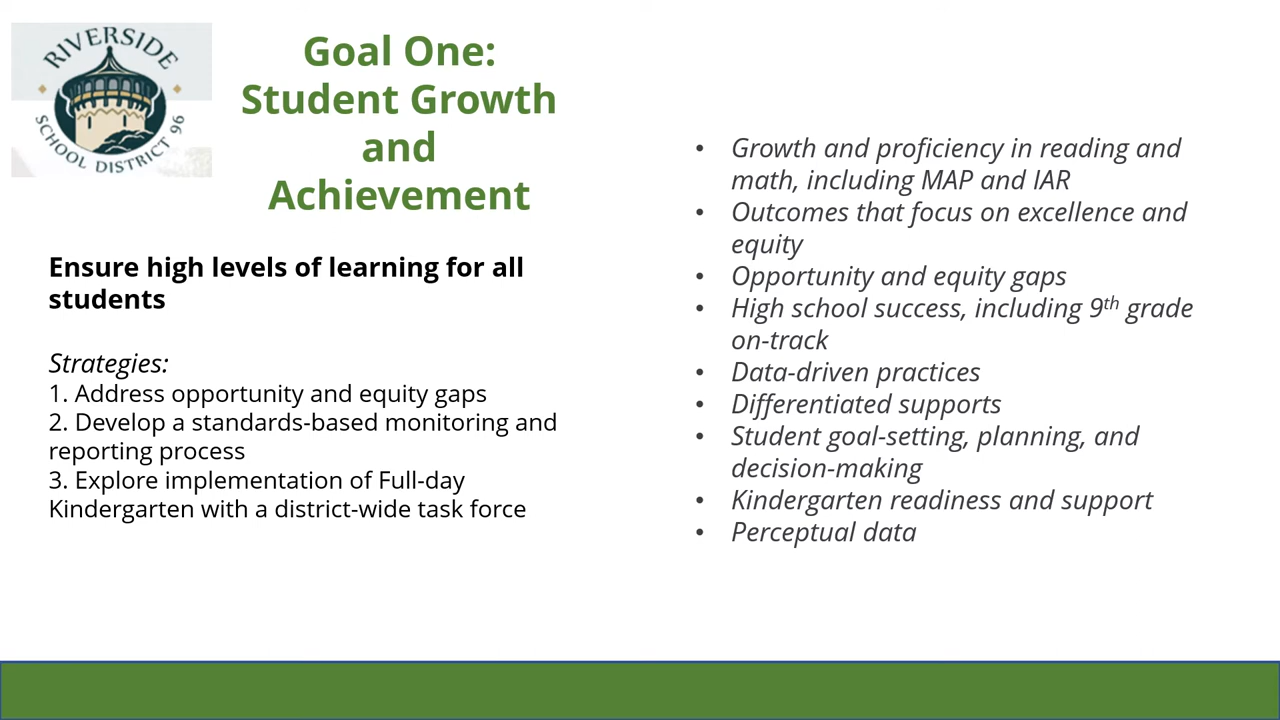 RIVERSIDE
SCHOOL DISTRICT 96
Goal One:
Student Growth
and
Achievement
Ensure high levels of learning for all
students
Strategies:
1. Address opportunity and equity gaps
2. Develop a standards-based monitoring and
reporting process
3. Explore implementation of Full-day
Kindergarten with a district-wide task force
• Growth and proficiency in reading and
math, including MAP and IAR
• Outcomes that focus on excellence and
equity
• Opportunity and equity gaps
• High school success, including 9th grade
on-track
• Data-driven practices
• Differentiated supports
• Student goal-setting, planning, and
decision-making
• Kindergarten readiness and support
• Perceptual data